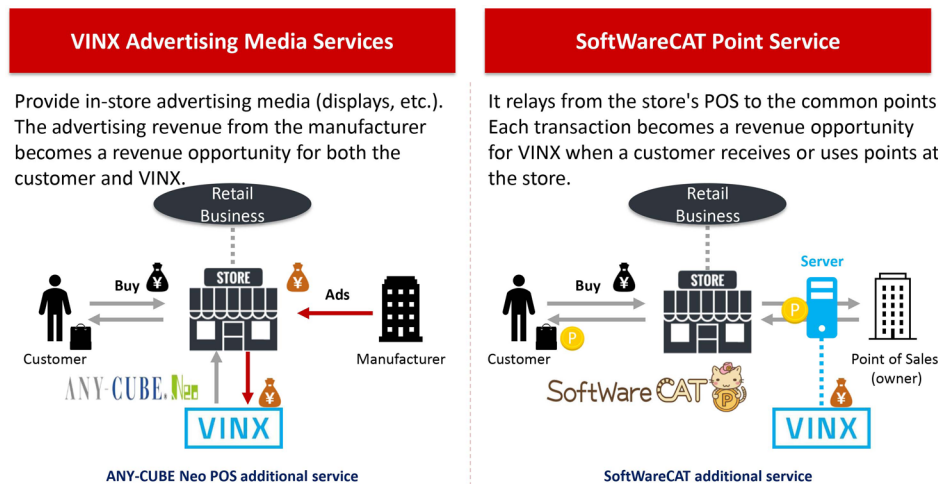 VINX Advertising Media Services
Provide in-store advertising media (displays, etc.).
The advertising revenue from the manufacturer
becomes a revenue opportunity for both the
customer and VINX.
Retail
Business
STORE
¥
¥
Buy
Ads
Customer
Manufacturer
ANY-CUBE.Neo
¥
VINX
ANY-CUBE Neo POS additional service
SoftWareCAT Point Service
It relays from the store's POS to the common points
Each transaction becomes a revenue opportunity
for VINX when a customer receives or uses points at
the store.
Retail
Business
Server
STORE
¥
Buy
P
P
Customer
Point of Sales
(owner)
SoftWareCAT
P
¥
VINX
SoftWareCAT additional service